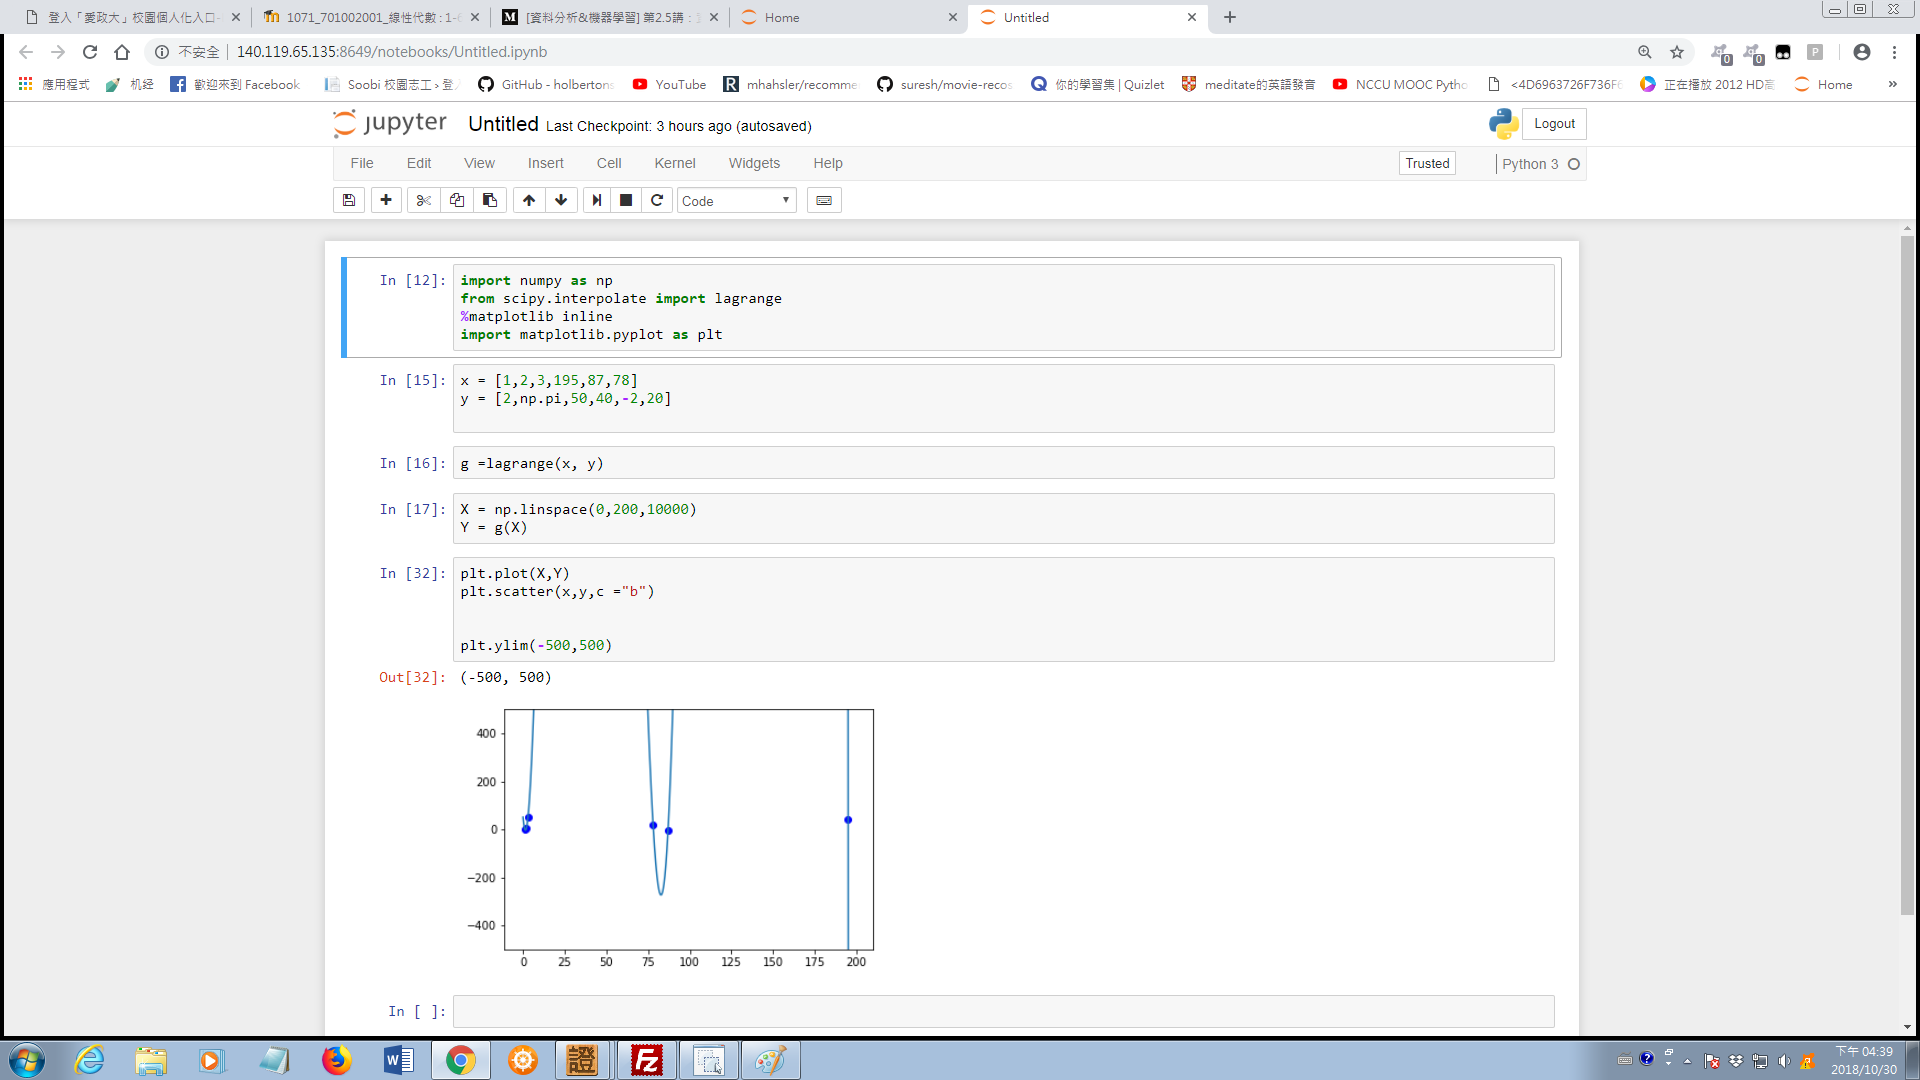 登入「愛政大」校園個人化入口- 1071_701002001_線性代數 : 1- [資料分析&機器學習] 第2.5講： Home Untitled
不安全 140.119.65.135:8649/notebooks/Untitled.ipynb
應用程式 机经 歡迎來到 Facebook Soobi 校園志工 › 登 GitHub - holberton YouTube mhahsler/recomme suresh/movie-recos 你的學習集 | Quizlet meditate的英語發音 NCCU MOOC Pytho <4D6963726F736F6 正在播放 2012 HD高 Home »
jupyter Untitled Last Checkpoint: 3 hours ago (autosaved) Logout
File Edit View Insert Cell Kernel Widgets Help Trusted Python 3
Code
In [12]: import numpy as np
from scipy.interpolate import lagrange
%matplotlib inline
import matplotlib.pyplot as plt
In [15]: x = [1,2,3,195,87,78]
y = [2,np.pi,50,40,-2,20]
In [16]: g =lagrange(x, y)
In [17]: X = np.linspace(0,200,10000)
Y = g(X)
In [32]: plt.plot(X,Y)
plt.scatter(x,y,c ="b")
plt.ylim(-500,500)
Out[32]: (-500, 500)
400
200
0
−200
−400
0 25 50 75 100 125 150 175 200
In [ ]:
證 下午 04:39
2018/10/30